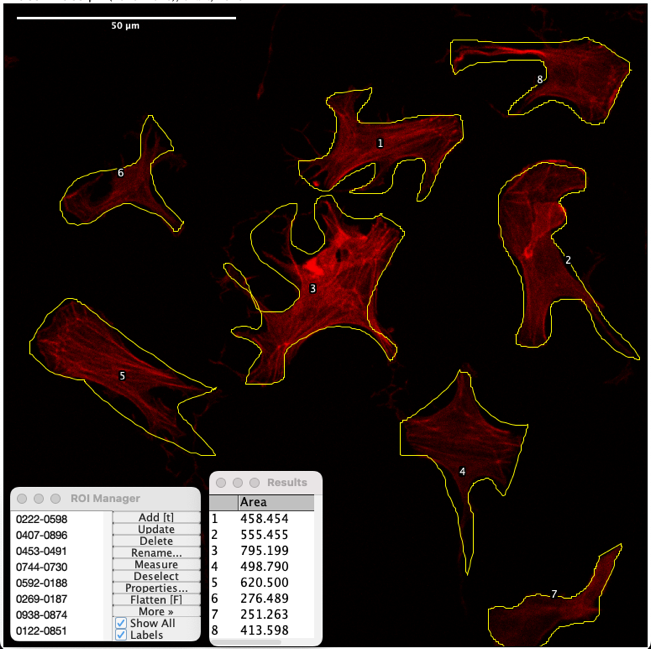 50 µm
8
1
6
2
3
5
4
7
ROI Manager
0222-0598
0407-0896
0453-0491
0744-0730
0592-0188
0269-0187
0938-0874
0122-0851
Add [t]
Update
Delete
Rename...
Measure
Deselect
Properties...
Flatten [F]
More »
Show All
Labels
Results
Area
1 458.454
2 555.455
3 795.199
4 498.790
5 620.500
6 276.489
7 251.263
8 413.598